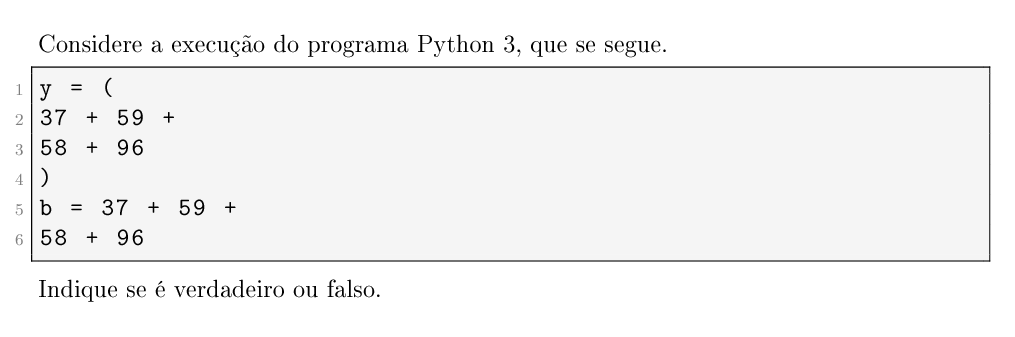 Considere a execução do programa Python 3, que se segue.
1 y = (
2 37 + 59 +
3 58 + 96
4 )
5 b = 37 + 59 +
6 58 + 96
Indique se é verdadeiro ou falso.